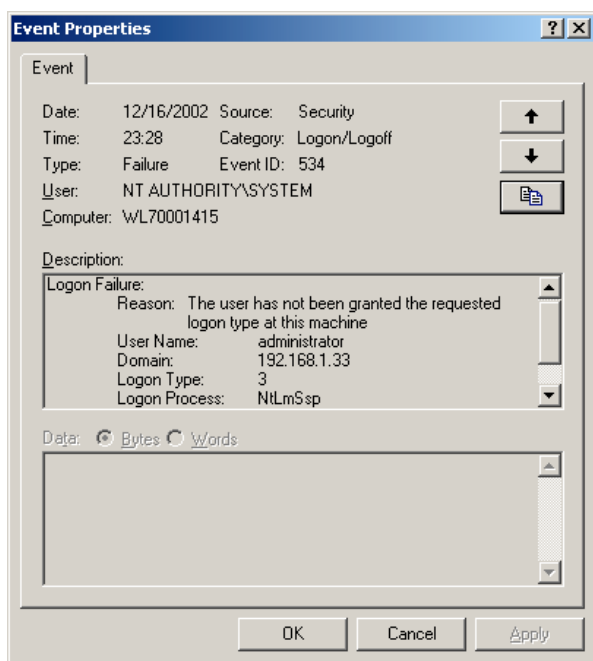 Event Properties
Event
Date: 12/16/2002 Source: Security
Time: 23:28 Category: Logon/Logoff
Type: Failure Event ID: 534
User: NT AUTHORITY\SYSTEM
Computer: WL70001415
Description:
Logon Failure:
Reason: The user has not been granted the requested
logon type at this machine
User Name: administrator
Domain: 192.168.1.33
Logon Type: 3
Logon Process: NtLmSsp
Data: Bytes Words
OK Cancel Apply